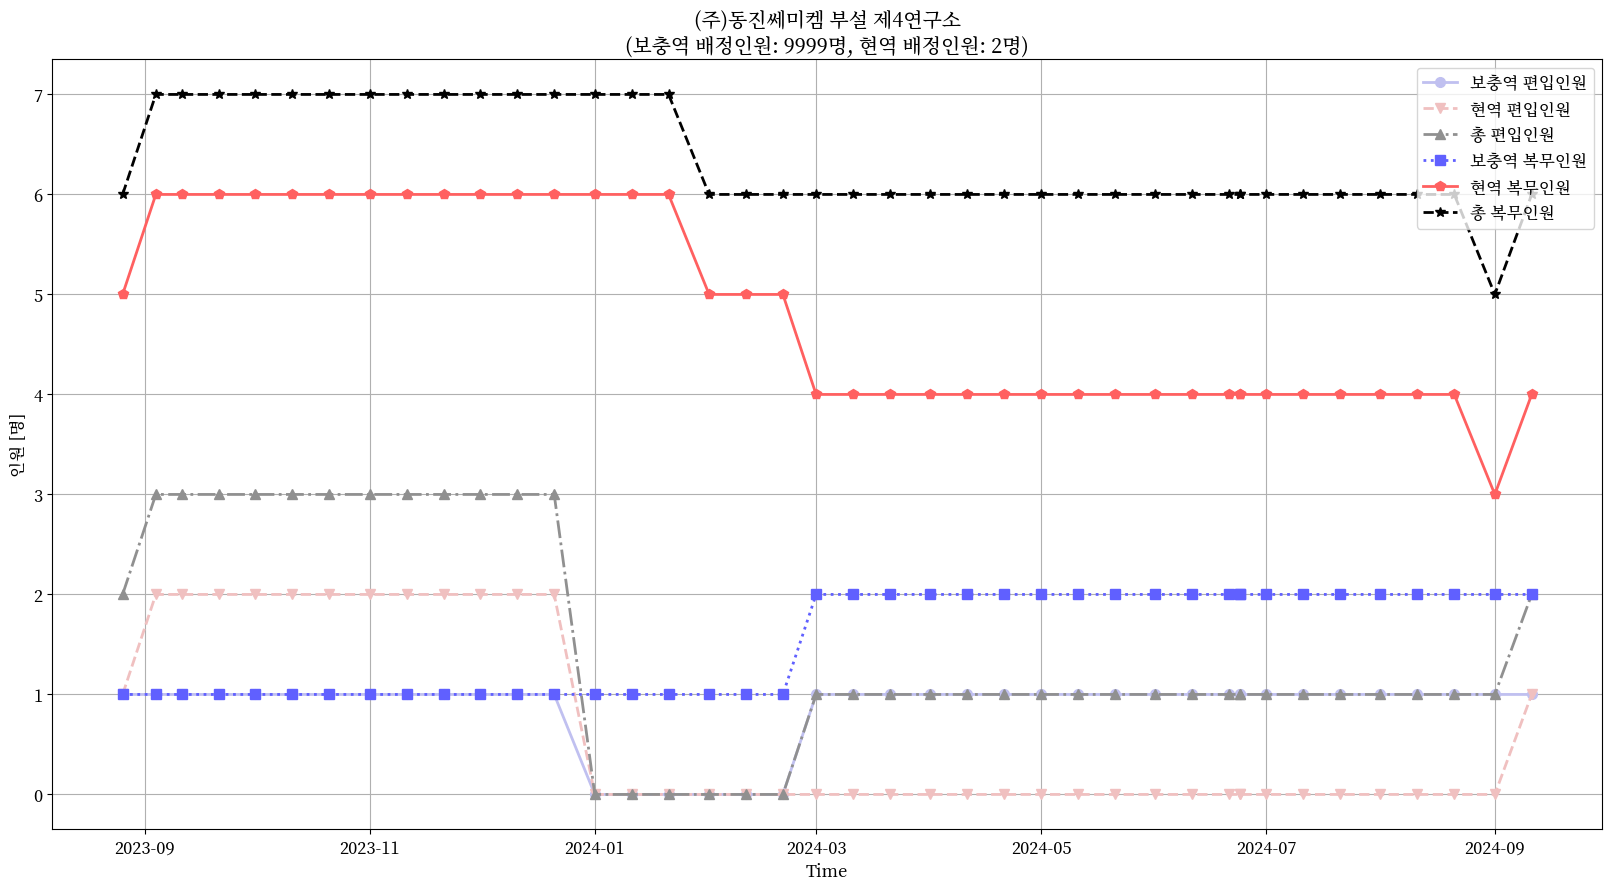 (주)동진쎄미켐 부설 제4연구소
(보충역 배정인원: 9999명, 현역 배정인원: 2명)
보충역 편입인원
현역 편입인원
총 편입인원
보충역 복무인원
현역 복무인원
총 복무인원
인원 [명]
7
6
5
4
3
2
1
0
2023-09
2023-11
2024-01
2024-03
2024-05
2024-07
2024-09
Time